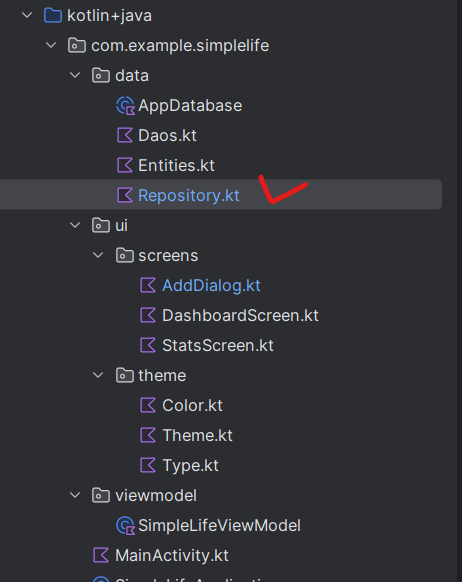 kotlin+java
com.example.simplelife
data
AppDatabase
Daos.kt
Entities.kt
Repository.kt
ui
screens
AddDialog.kt
DashboardScreen.kt
StatsScreen.kt
theme
Color.kt
Theme.kt
Type.kt
viewmodel
SimpleLifeViewModel
MainActivity.kt